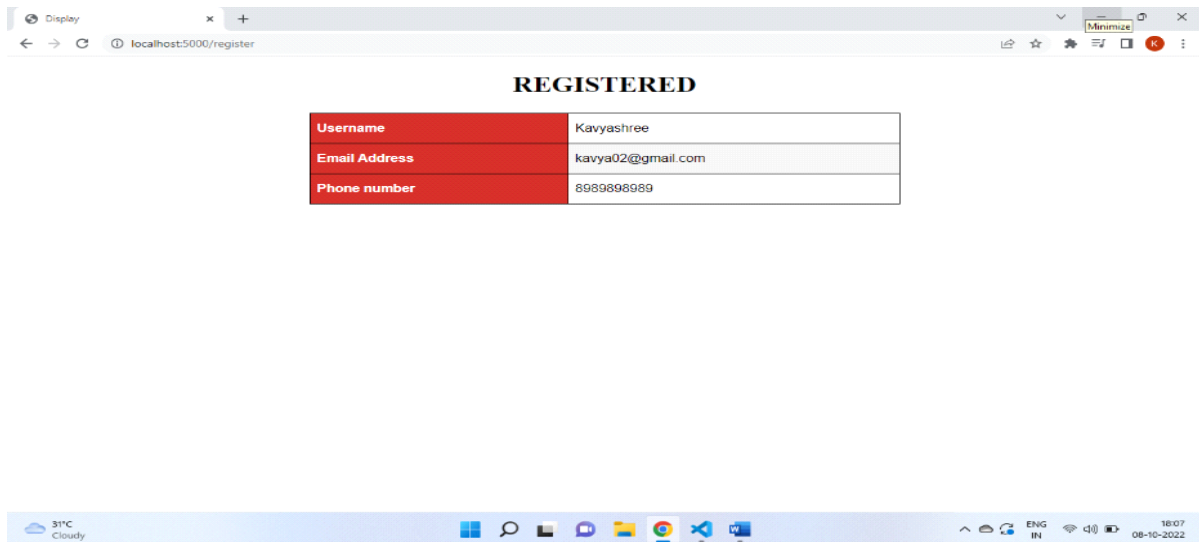 Display
Minimize
localhost:5000/register
K
REGISTERED
Username Kavyashree
Email Address kavya02@gmail.com
Phone number 8989898989
31°C
Cloudy
ENG
IN
18:07
08-10-2022